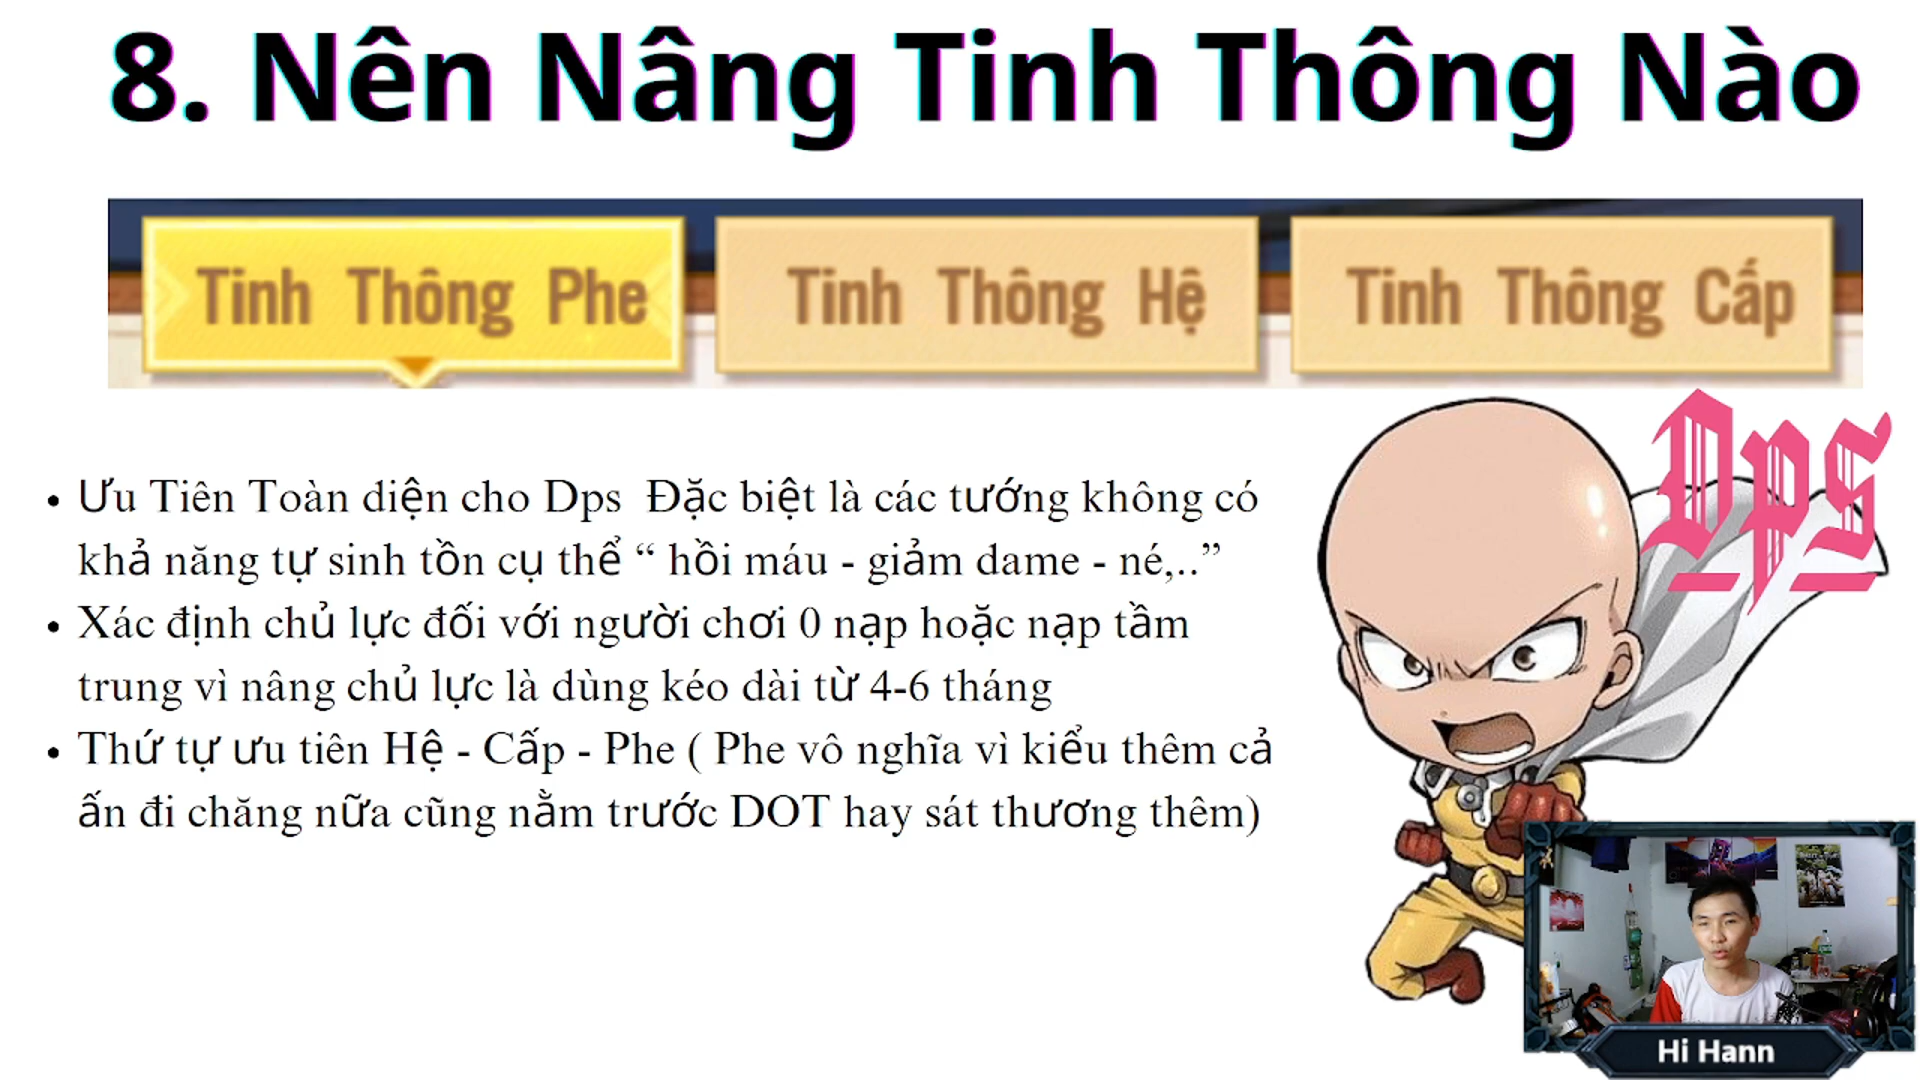 8. Nên Nâng Tinh Thông Nào
Tinh Thông Phe
Tinh Thông Hệ
Tinh Thông Cấp
Dps
• Ưu Tiên Toàn diện cho Dps Đặc biệt là các tướng không có
khả năng tự sinh tồn cụ thể “ hồi máu - giảm dame - né,..”
• Xác định chủ lực đối với người chơi 0 nạp hoặc nạp tầm
trung vì nâng chủ lực là dùng kéo dài từ 4-6 tháng
• Thứ tự ưu tiên Hệ - Cấp - Phe ( Phe vô nghĩa vì kiểu thêm cả
ấn đi chăng nữa cũng nằm trước DOT hay sát thương thêm)
Hi Hann